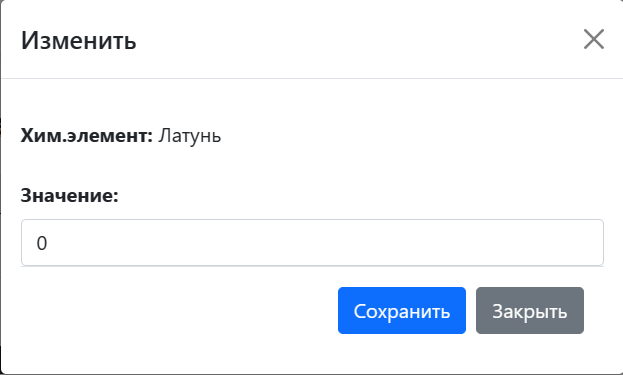 Изменить
Хим.элемент: Латунь
Значение:
0
Сохранить Закрыть